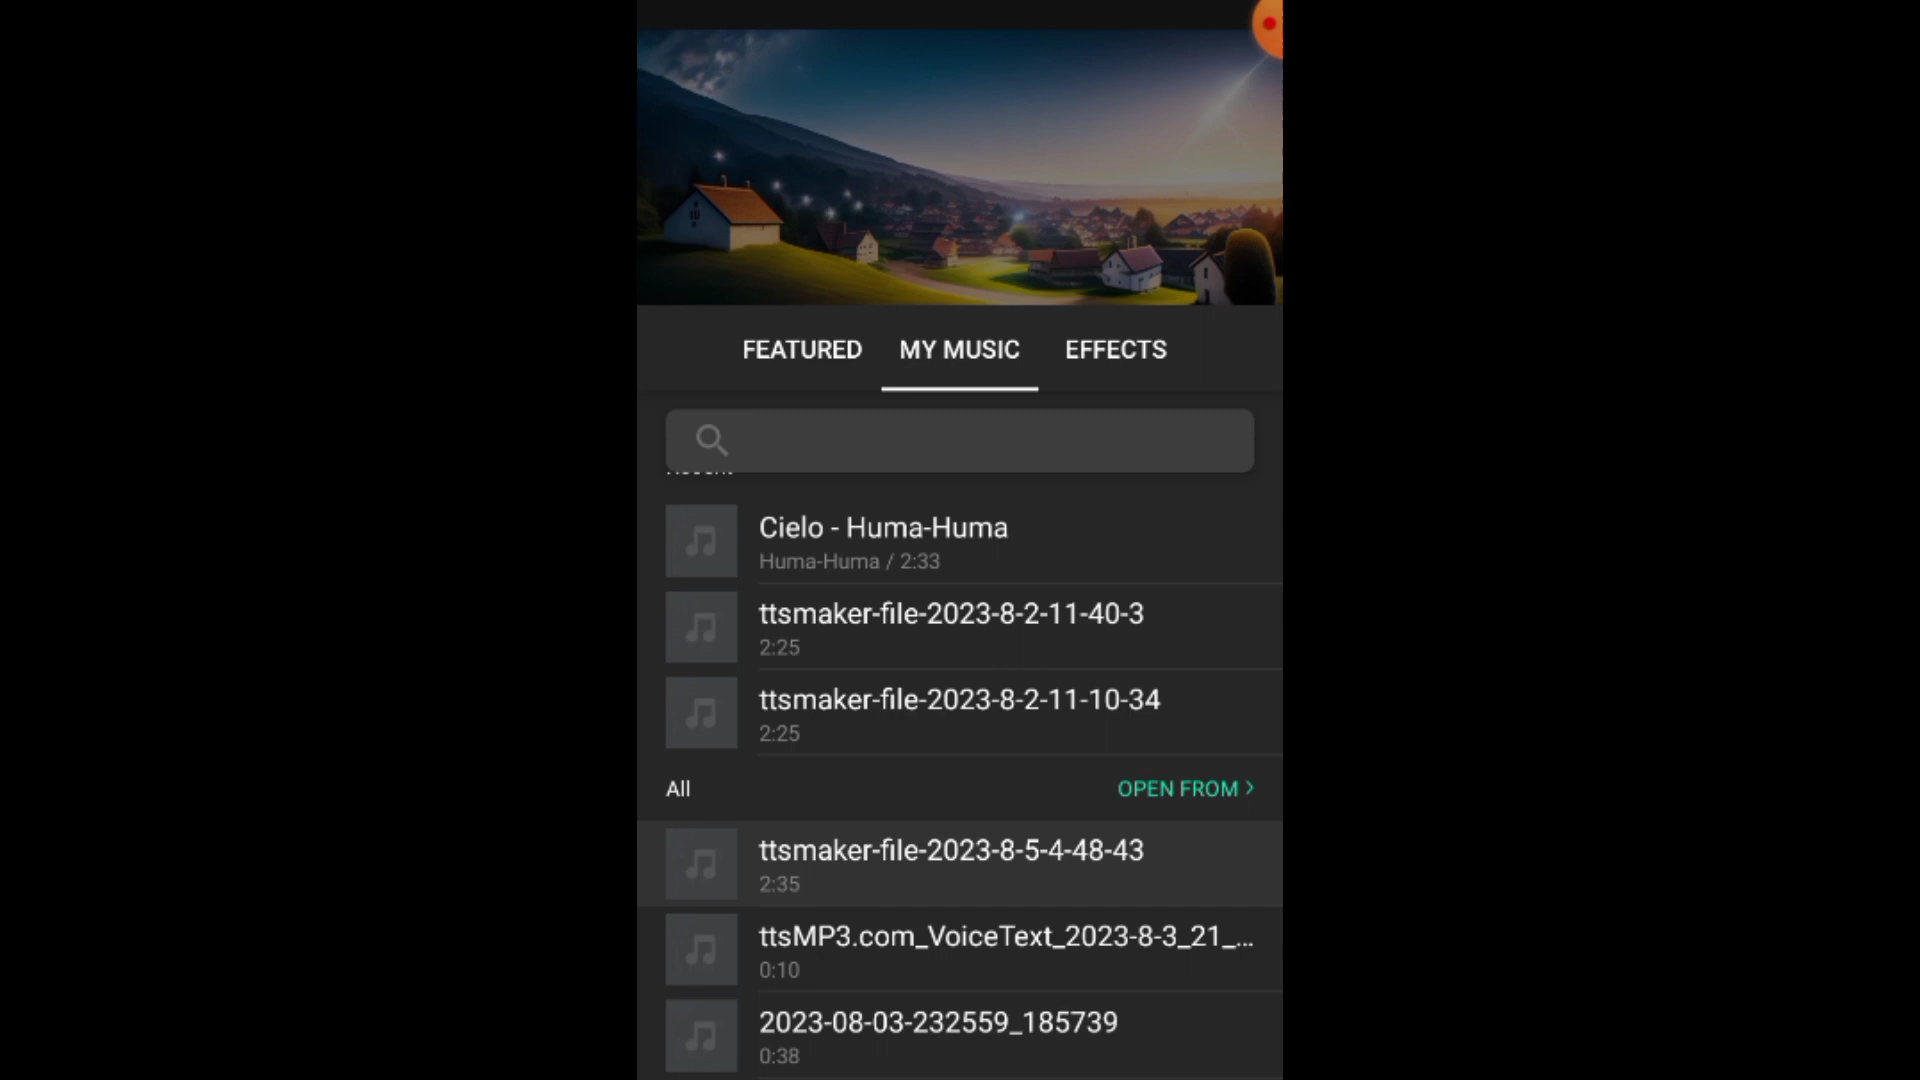 FEATURED MY MUSIC EFFECTS
Cielo - Huma-Huma
Huma-Huma / 2:33
ttsmaker-file-2023-8-2-11-40-3
2:25
ttsmaker-file-2023-8-2-11-10-34
2:25
All OPEN FROM >
ttsmaker-file-2023-8-5-4-48-43
2:35
ttsMP3.com_VoiceText_2023-8-3_21_...
0:10
2023-08-03-232559_185739
0:38